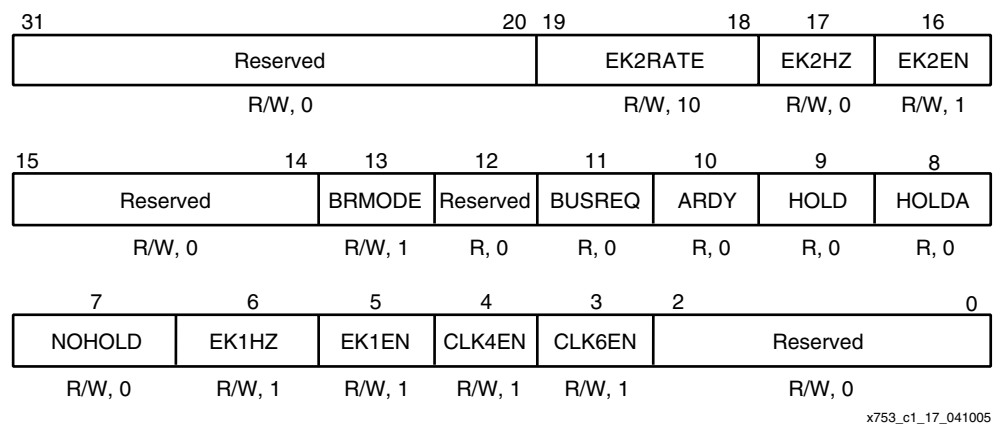 31 20 19 18 17 16
Reserved EK2RATE EK2HZ EK2EN
R/W, 0 R/W, 10 R/W, 0 R/W, 1
15 14 13 12 11 10 9 8
Reserved BRMODE Reserved BUSREQ ARDY HOLD HOLDA
R/W, 0 R/W, 1 R, 0 R, 0 R, 0 R, 0 R, 0
7 6 5 4 3 2 0
NOHOLD EK1HZ EK1EN CLK4EN CLK6EN Reserved
R/W, 0 R/W, 1 R/W, 1 R/W, 1 R/W, 1 R/W, 0
x753_c1_17_041005